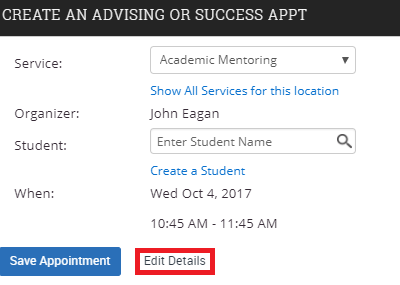 CREATE AN ADVISING OR SUCCESS APPT
Service: Academic Mentoring
Show All Services for this location
Organizer: John Eagan
Student: Enter Student Name
Create a Student
When: Wed Oct 4, 2017
10:45 AM - 11:45 AM
Save Appointment Edit Details